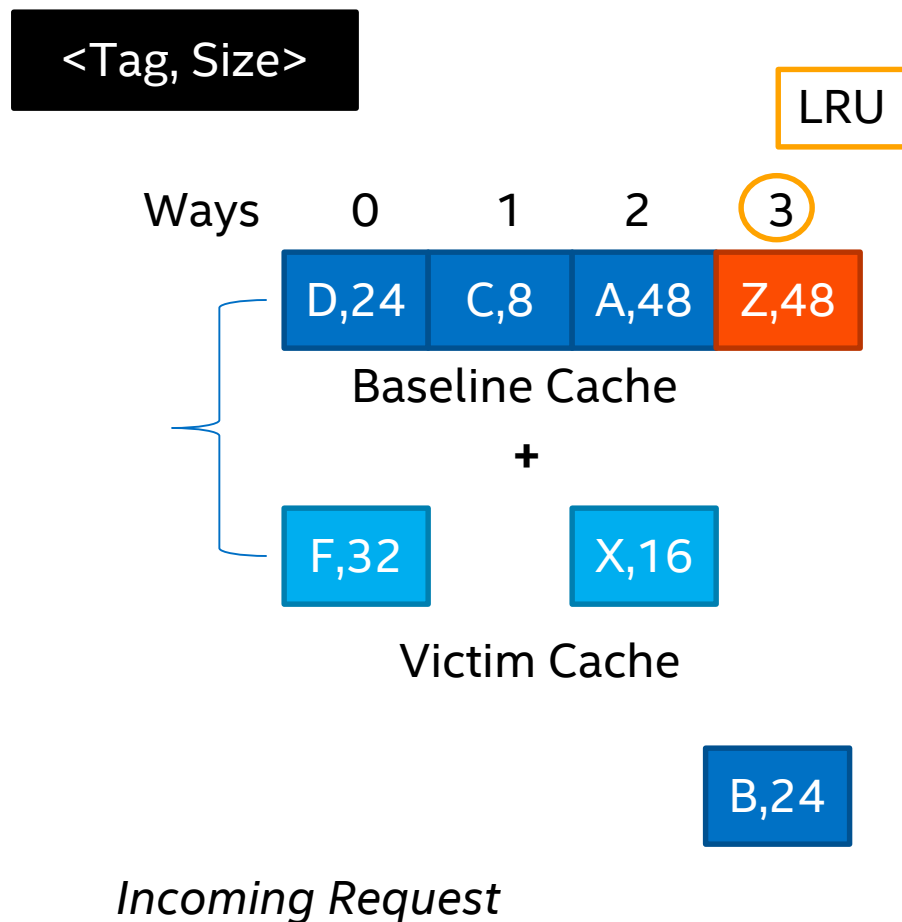 <Tag, Size>
LRU
Ways 0 1 2 3
D,24 C,8 A,48 Z,48
Baseline Cache
+
F,32 X,16
Victim Cache
B,24
Incoming Request